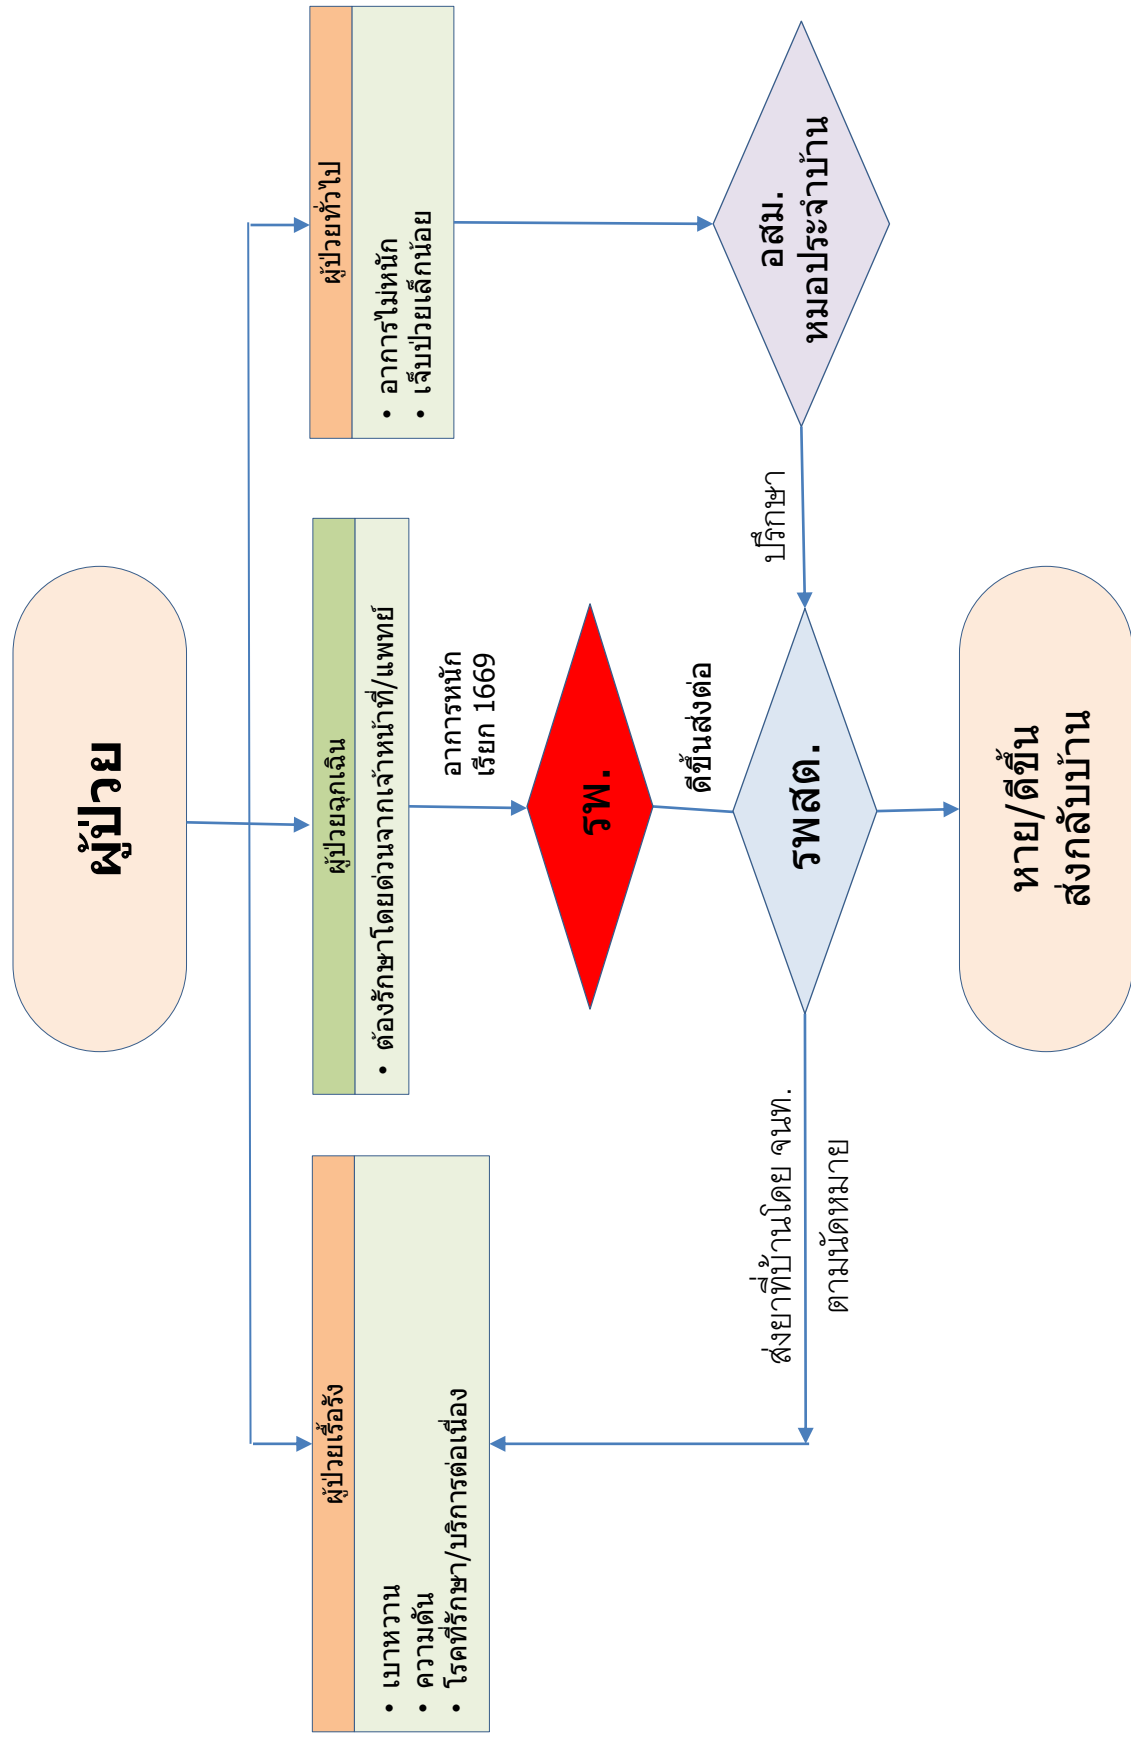 ผู้ป่วย
ผู้ป่วยเรื้อรัง
• เบาหวาน
• ความดัน
• โรคที่รักษา/บริการต่อเนื่อง
ผู้ป่วยฉุกเฉิน
• ต้องรักษาโดยด่วนจากเจ้าหน้าที่/แพทย์
ผู้ป่วยทั่วไป
• อาการไม่หนัก
• เจ็บป่วยเล็กน้อย
อาการหนัก
เรียก 1669
รพ.
ดีขึ้นส่งต่อ
อสม.
หมอประจำบ้าน
ปรึกษา
รพสต.
ส่งยาที่บ้านโดย จนท.
ตามนัดหมาย
หาย/ดีขึ้น
ส่งกลับบ้าน